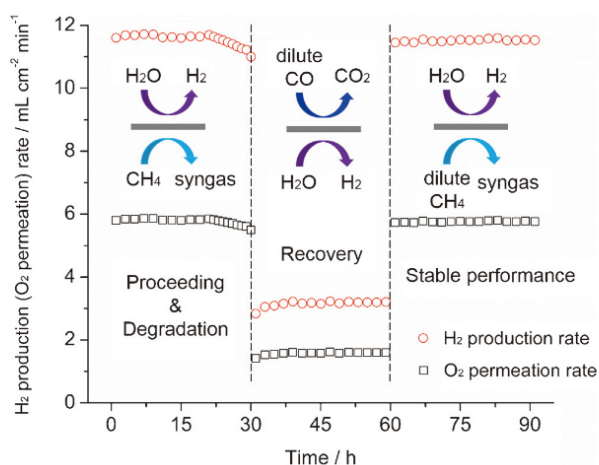 H2 production (O2 permeation) rate / mL cm-2 min-1
12
10
8
6
4
2
0
H2O H2
CH4 syngas
Proceeding
&
Degradation
dilute
CO CO2
H2O H2
Recovery
H2O H2
dilute
CH4 syngas
Stable performance
H2 production rate
O2 permeation rate
0 15 30 45 60 75 90
Time / h